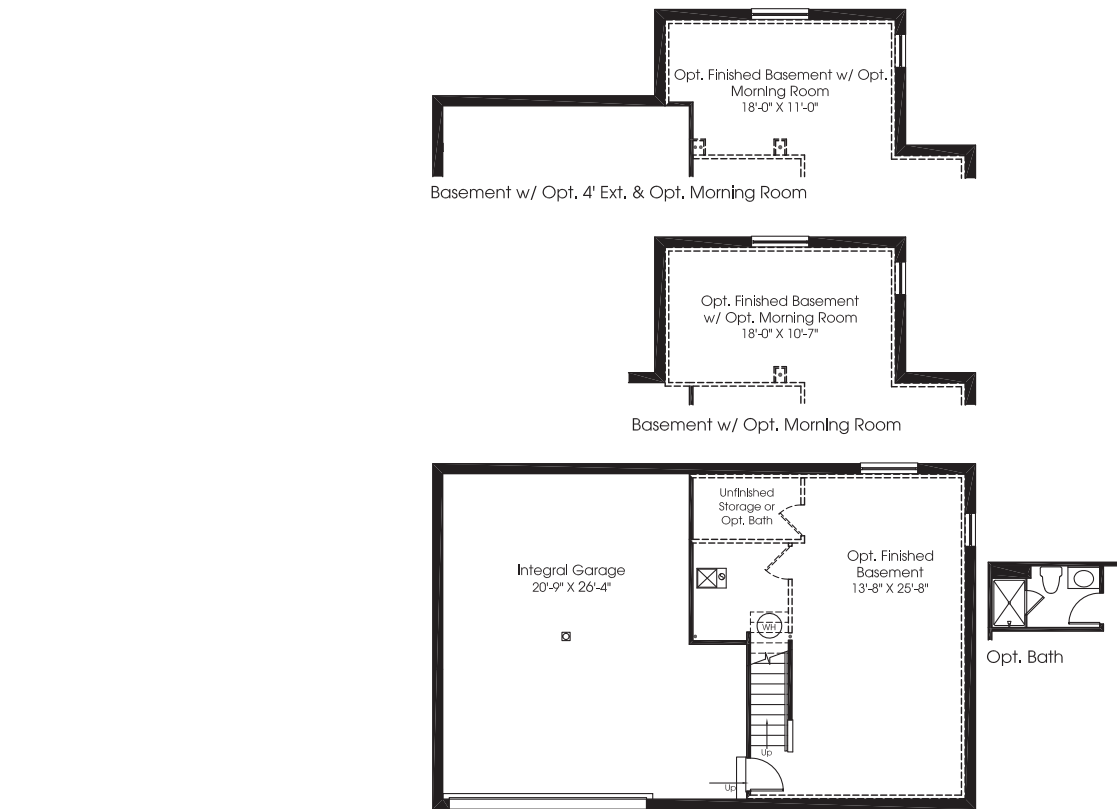 Opt. Finished Basement w/ Opt.
Morning Room
18'-0" X 11'-0"
Basement w/ Opt. 4' Ext. & Opt. Morning Room
Opt. Finished Basement
w/ Opt. Morning Room
18'-0" X 10'-7"
Basement w/ Opt. Morning Room
Unfinished
Storage or
Opt. Bath
Integral Garage
20'-9" X 26'-4"
Opt. Finished
Basement
13'-8" X 25'-8"
WH
Opt. Bath
Up
Up